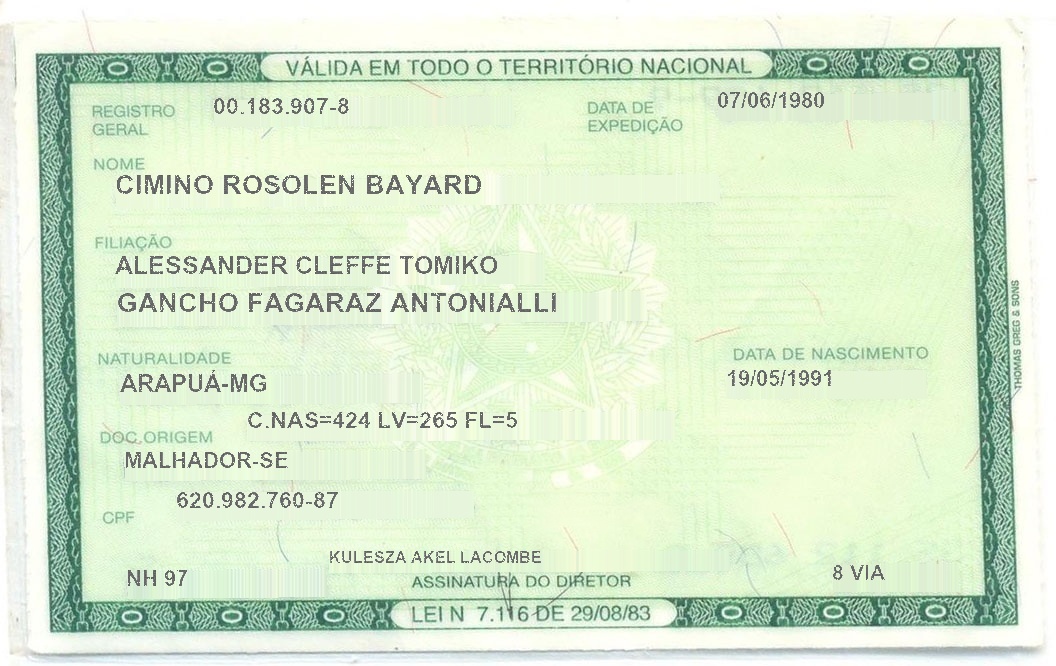 VÁLIDA EM TODO O TERRITÓRIO NACIONAL
REGISTRO GERAL 00.183.907-8 DATA DE EXPEDIÇÃO 07/06/1980
NOME
CIMINO ROSOLEN BAYARD
FILIAÇÃO
ALESSANDER CLEFFE TOMIKO
GANCHO FAGARAZ ANTONIALLI
NATURALIDADE DATA DE NASCIMENTO
ARAPUÁ-MG 19/05/1991
C.NAS=424 LV=265 FL=5
DOC.ORIGEM
MALHADOR-SE
620.982.760-87
CPF
KULESZA AKEL LACOMBE
NH 97 8 VIA
ASSINATURA DO DIRETOR
LEI N 7.116 DE 29/08/83
THOMAS GREG & SONS